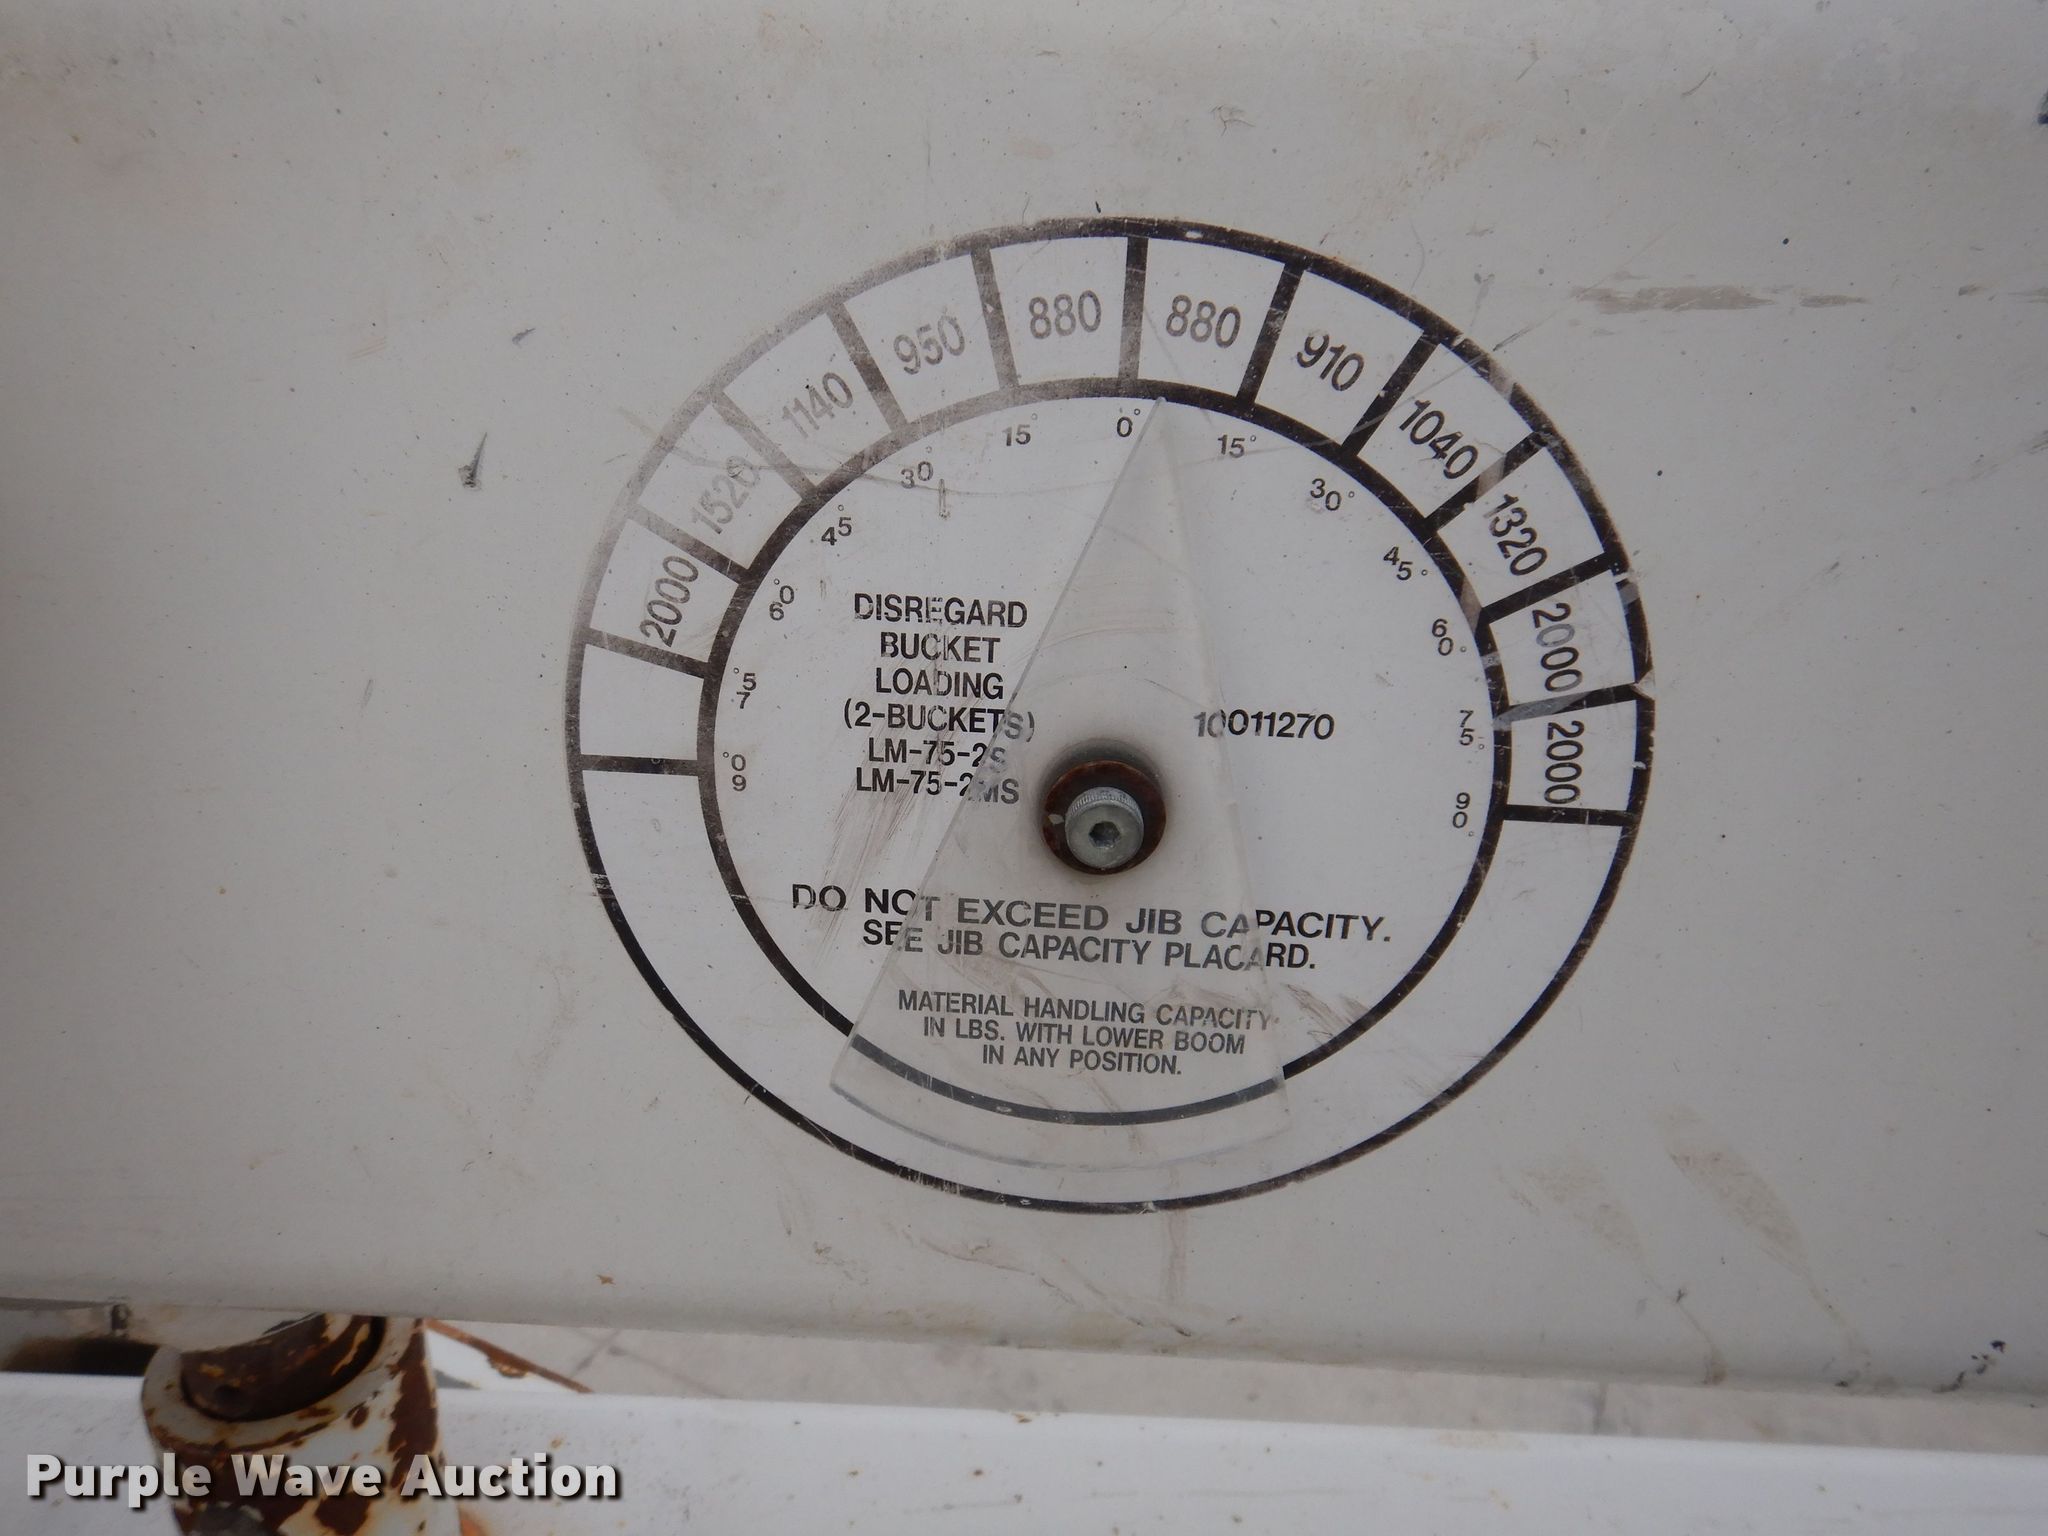 2000
1520
1140
950
880
880
910
1040
1320
2000
2000
90°
75°
60°
45°
30°
15°
0°
15°
30°
45°
60°
75°
90°
DISREGARD
BUCKET
LOADING
(2-BUCKETS)
LM-75-2S
LM-75-2MS
10011270
DO NOT EXCEED JIB CAPACITY.
SEE JIB CAPACITY PLACARD.
MATERIAL HANDLING CAPACITY
IN LBS. WITH LOWER BOOM
IN ANY POSITION.
Purple Wave Auction